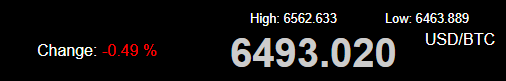 High: 6562.633 Low: 6463.889
Change: -0.49 % 6493.020 USD/BTC